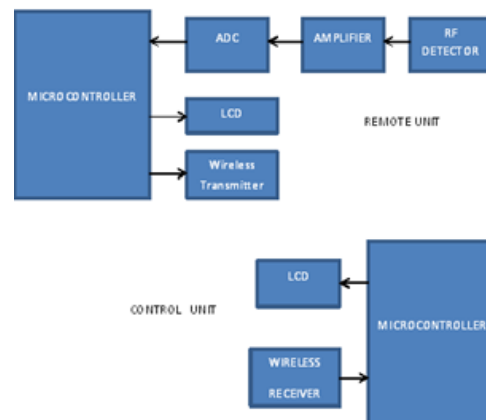 ADC
AMPLIFIER
RF
DETECTOR
MICROCONTROLLER
LCD
REMOTE UNIT
Wireless
Transmitter
LCD
CONTROL UNIT
MICROCONTROLLER
WIRELESS
RECEIVER